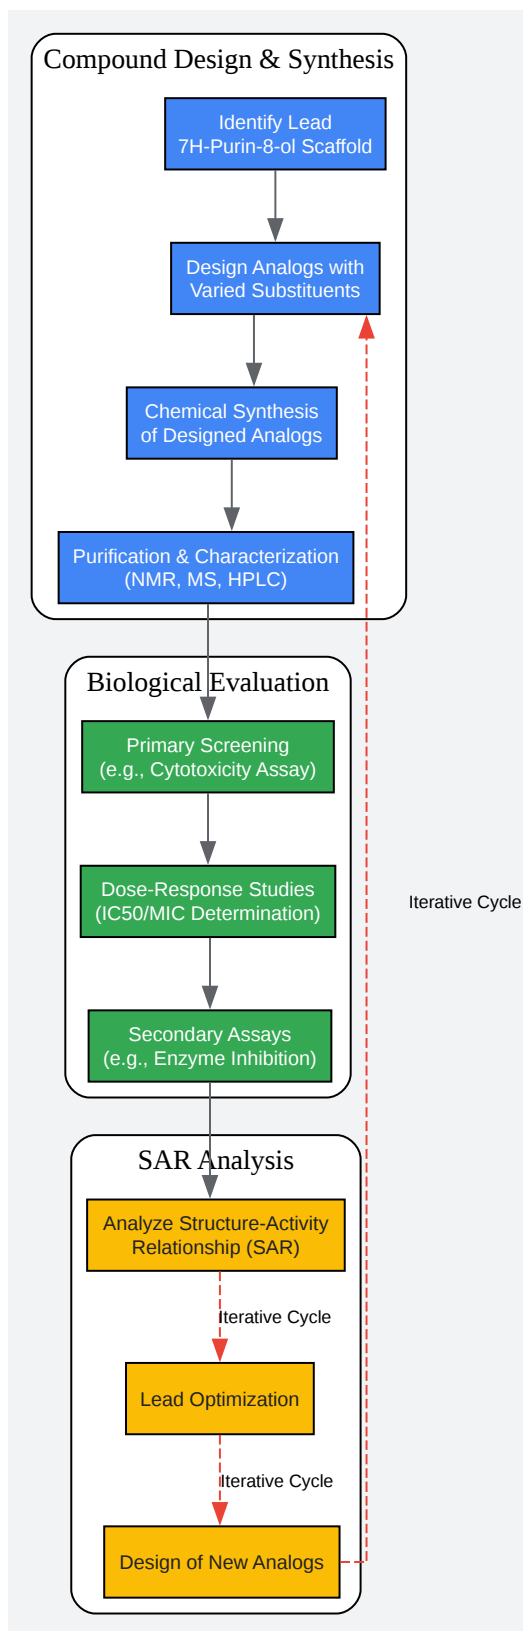 Compound Design & Synthesis
Identify Lead
7H-Purin-8-ol Scaffold
Design Analogs with
Varied Substituents
Chemical Synthesis
of Designed Analogs
Purification & Characterization
(NMR, MS, HPLC)
Biological Evaluation
Primary Screening
(e.g., Cytotoxicity Assay)
Dose-Response Studies
(IC50/MIC Determination)
Iterative Cycle
Secondary Assays
(e.g., Enzyme Inhibition)
SAR Analysis
Analyze Structure-Activity
Relationship (SAR)
Iterative Cycle
Lead Optimization
Iterative Cycle
Design of New Analogs